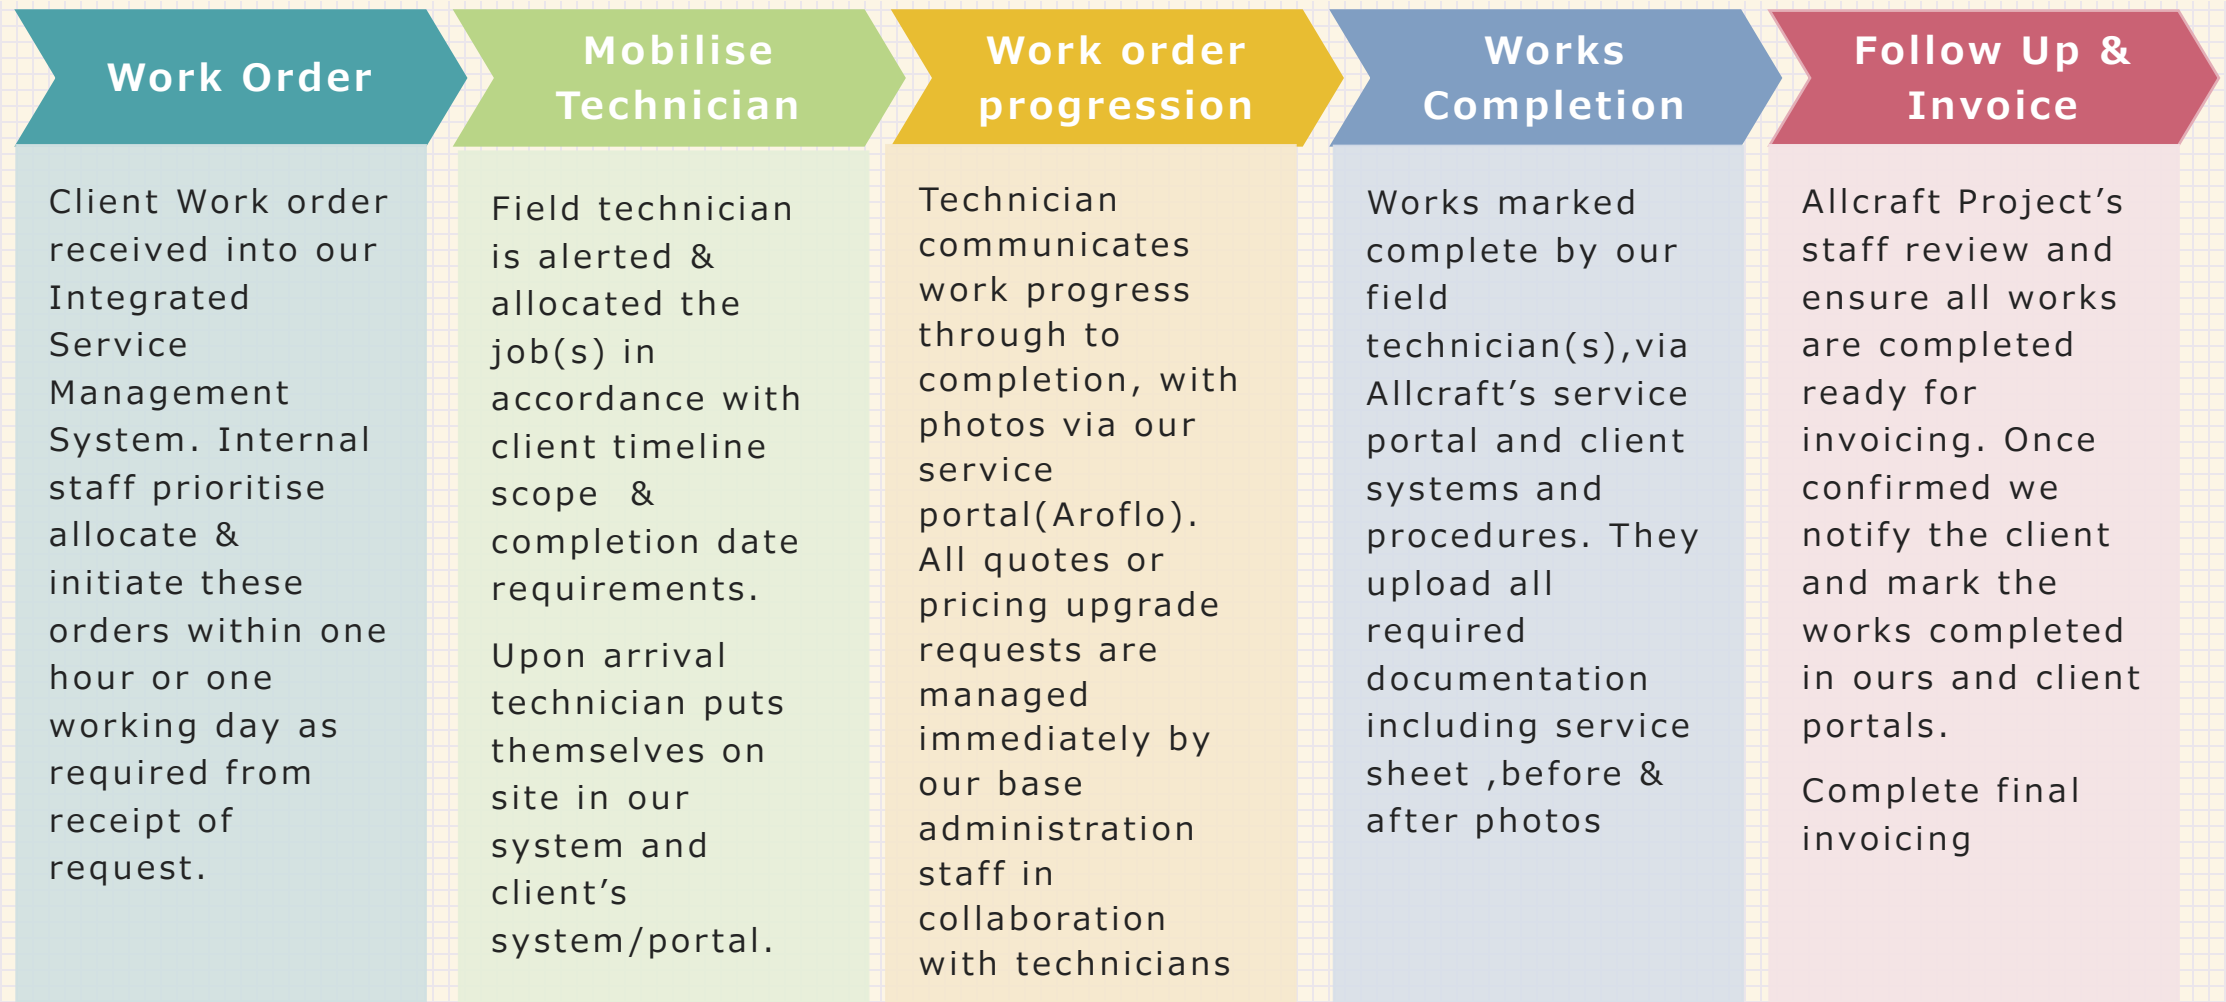 Work Order
Client Work order
received into our
Integrated
Service
Management
System. Internal
staff prioritise
allocate &
initiate these
orders within one
hour or one
working day as
required from
receipt of
request.
Mobilise
Technician
Field technician
is alerted &
allocated the
job(s) in
accordance with
client timeline
scope  &
completion date
requirements.
Upon arrival
technician puts
themselves on
site in our
system and
client’s
system/portal.
Work order
progression
Technician
communicates
work progress
through to
completion, with
photos via our
service
portal(Aroflo).
All quotes or
pricing upgrade
requests are
managed
immediately by
our base
administration
staff in
collaboration
with technicians
Works
Completion
Works marked
complete by our
field
technician(s),via
Allcraft’s service
portal and client
systems and
procedures. They
upload all
required
documentation
including service
sheet ,before &
after photos
Follow Up &
Invoice
Allcraft Project’s
staff review and
ensure all works
are completed
ready for
invoicing. Once
confirmed we
notify the client
and mark the
works completed
in ours and client
portals.
Complete final
invoicing